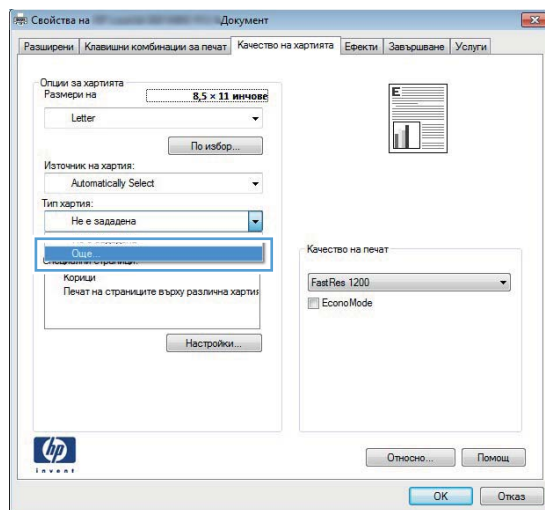 Свойства на Документ
Разширени Клавишни комбинации за печат Качество на хартията Ефекти Завършване Услуги
Опции за хартията
Размери на 8,5 × 11 инчове
Letter
По избор...
Източник на хартия:
Automatically Select
Тип хартия:
Не е зададена
Още...
Специални страници:
Корици
Печат на страниците върху различна хартия
Настройки...
Качество на печат
FastRes 1200
EconoMode
E
hp
invent
Относно... Помощ
OK Отказ